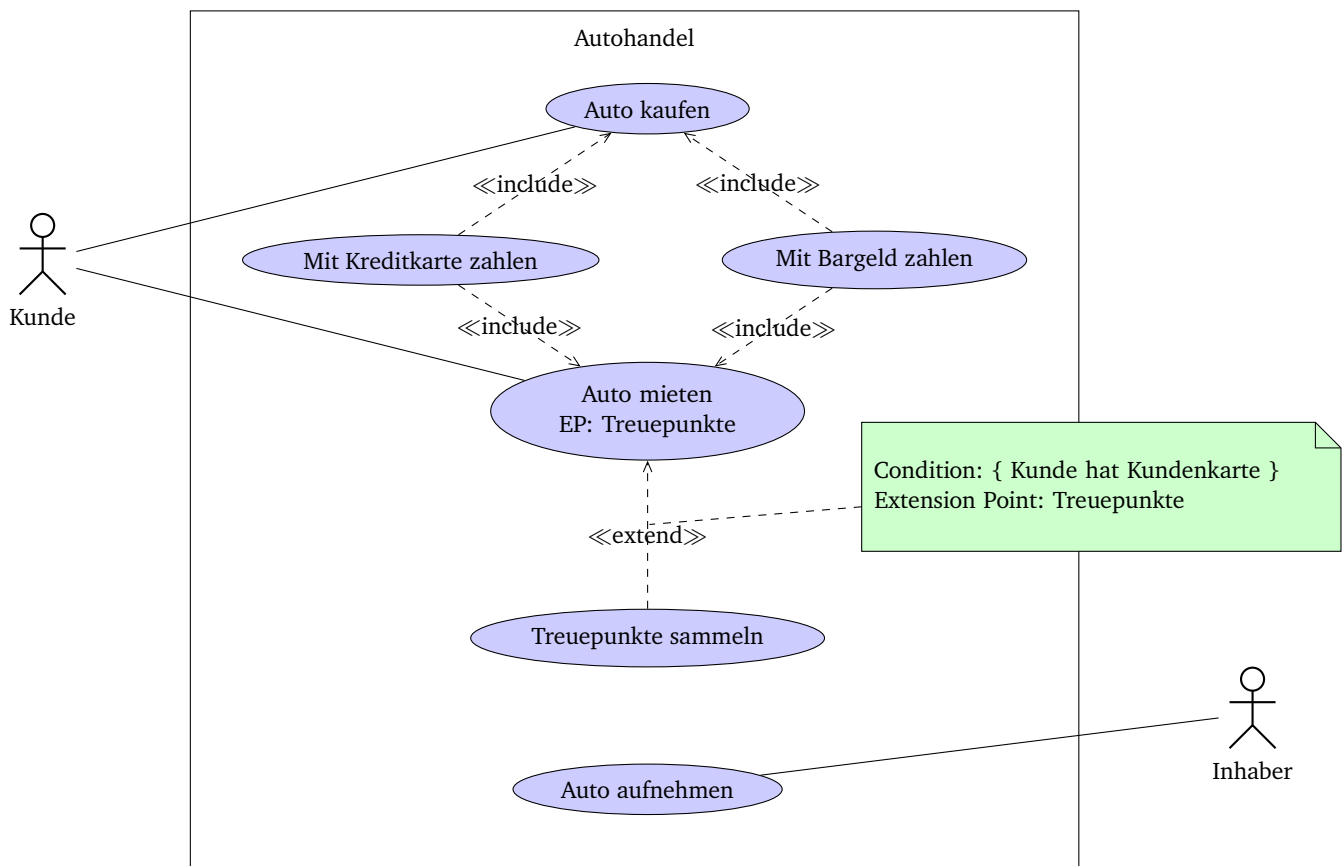 Autohandel
Auto kaufen
≪include≫
≪include≫
Mit Kreditkarte zahlen
Mit Bargeld zahlen
Kunde
≪include≫
≪include≫
Auto mieten
EP: Treuepunkte
Condition: { Kunde hat Kundenkarte }
Extension Point: Treuepunkte
≪extend≫
Treuepunkte sammeln
Inhaber
Auto aufnehmen